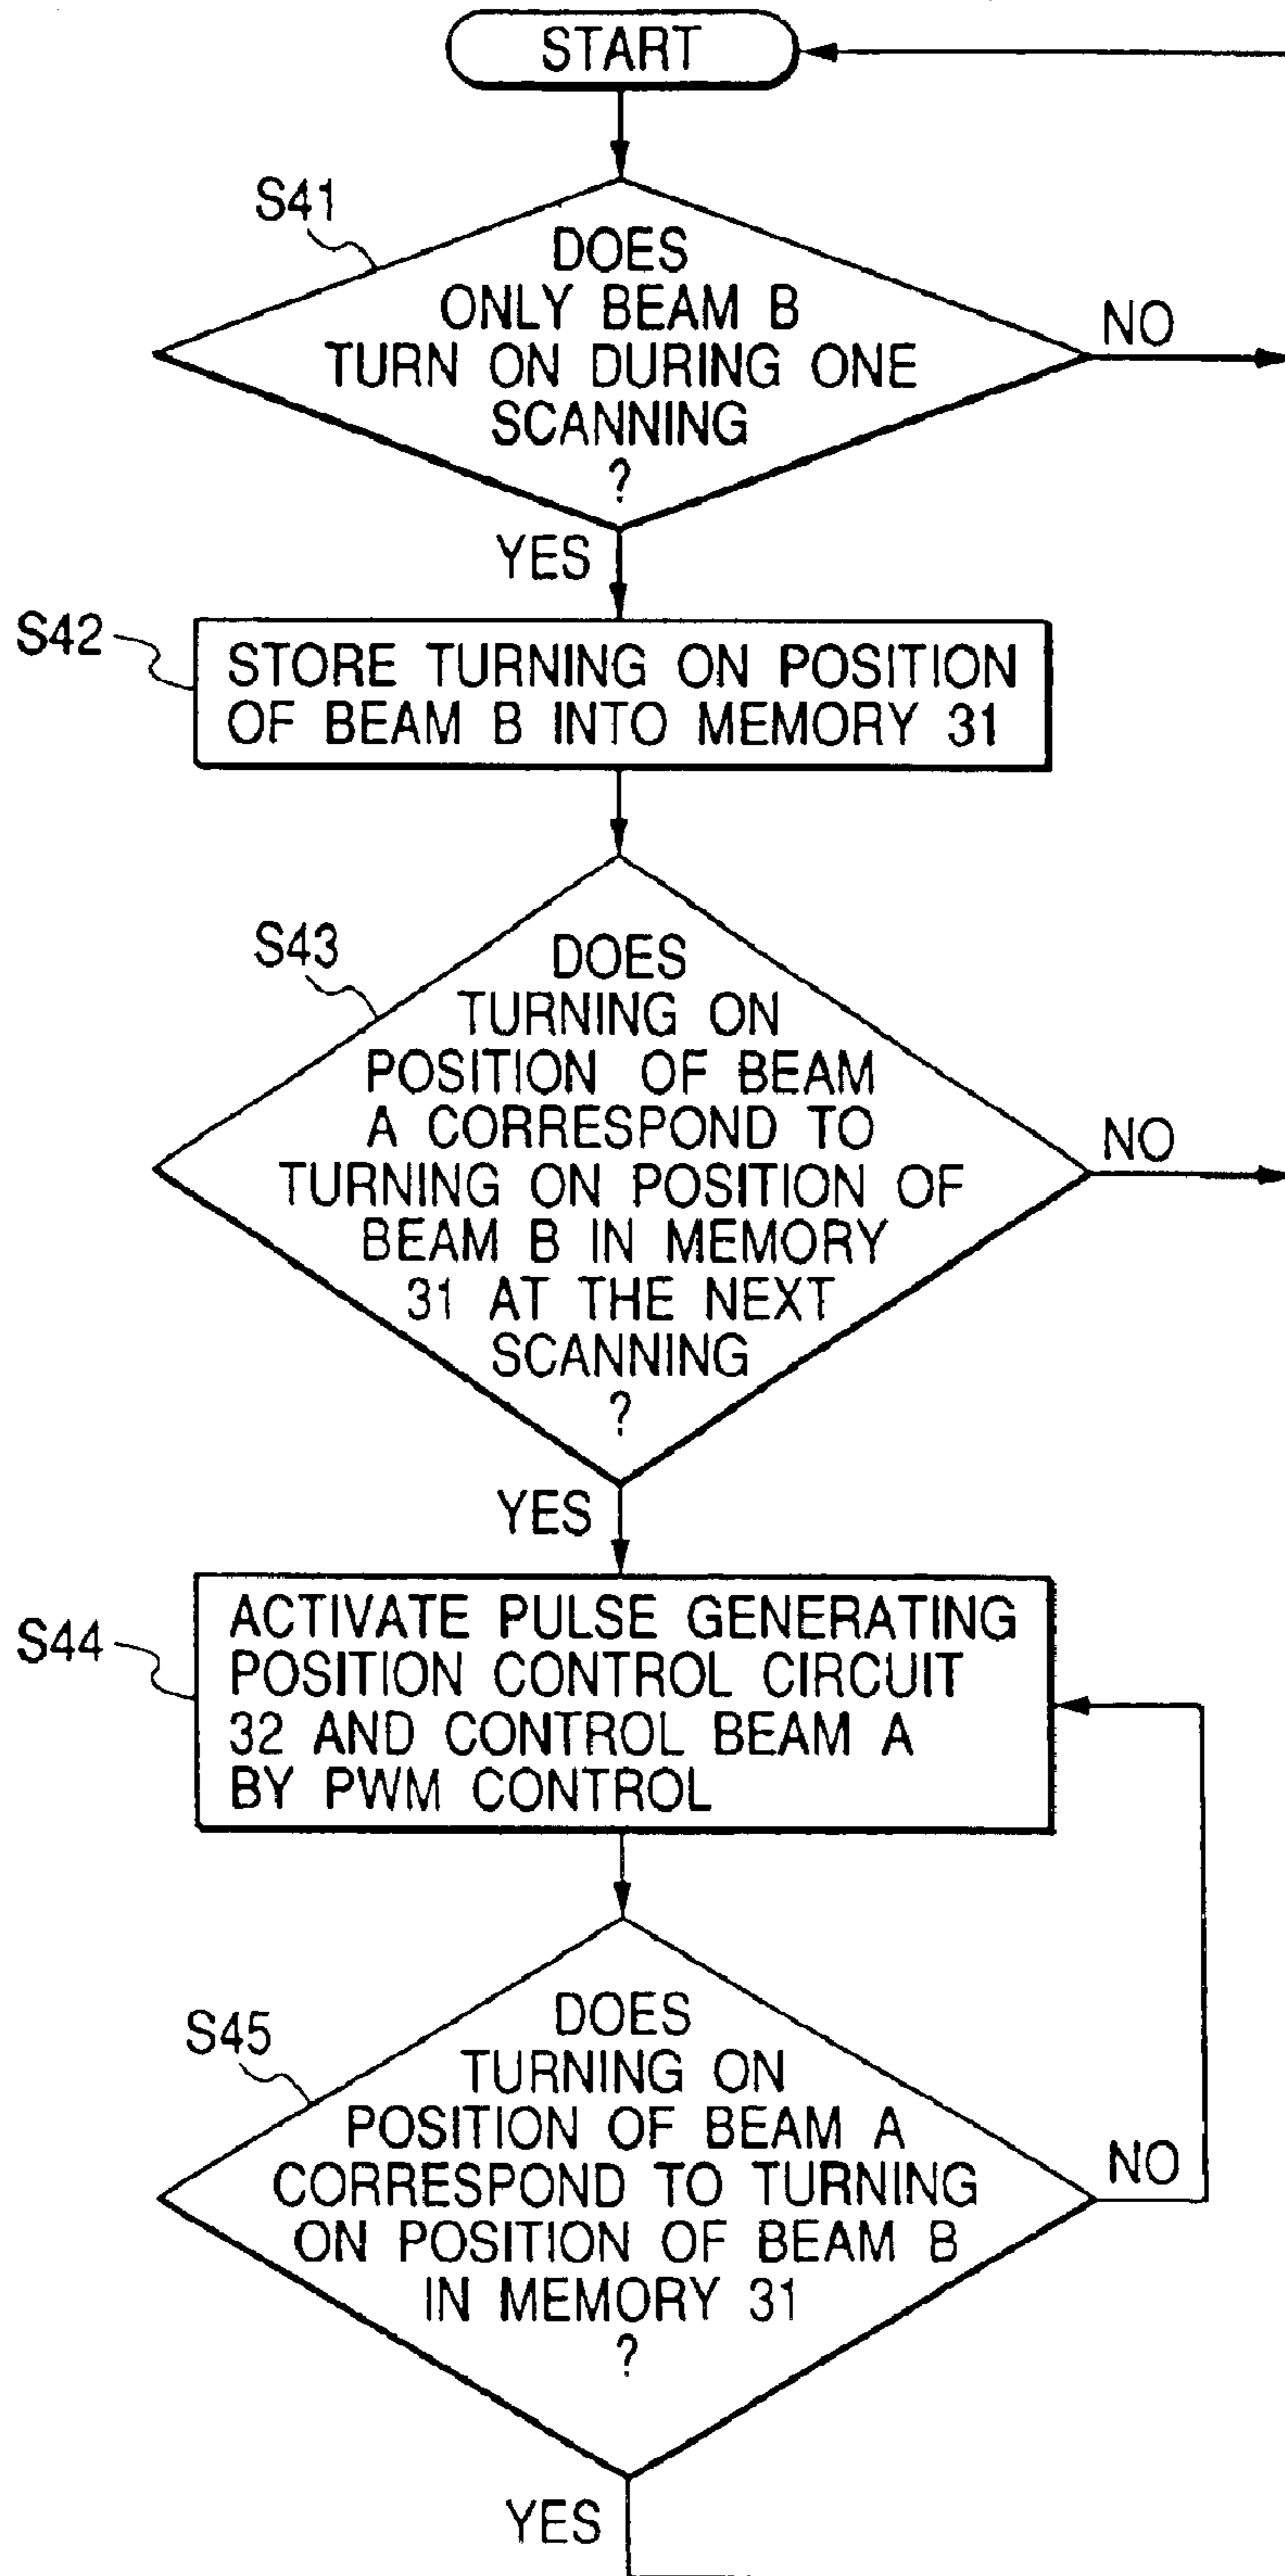 START
S41
DOES
ONLY BEAM B
TURN ON DURING ONE
SCANNING
?
NO
YES
S42
STORE TURNING ON POSITION
OF BEAM B INTO MEMORY 31
S43
DOES
TURNING ON
POSITION OF BEAM
A CORRESPOND TO
TURNING ON POSITION OF
BEAM B IN MEMORY
31 AT THE NEXT
SCANNING
?
NO
YES
S44
ACTIVATE PULSE GENERATING
POSITION CONTROL CIRCUIT
32 AND CONTROL BEAM A
BY PWM CONTROL
S45
DOES
TURNING ON
POSITION OF BEAM A
CORRESPOND TO TURNING
ON POSITION OF BEAM B
IN MEMORY 31
?
NO
YES